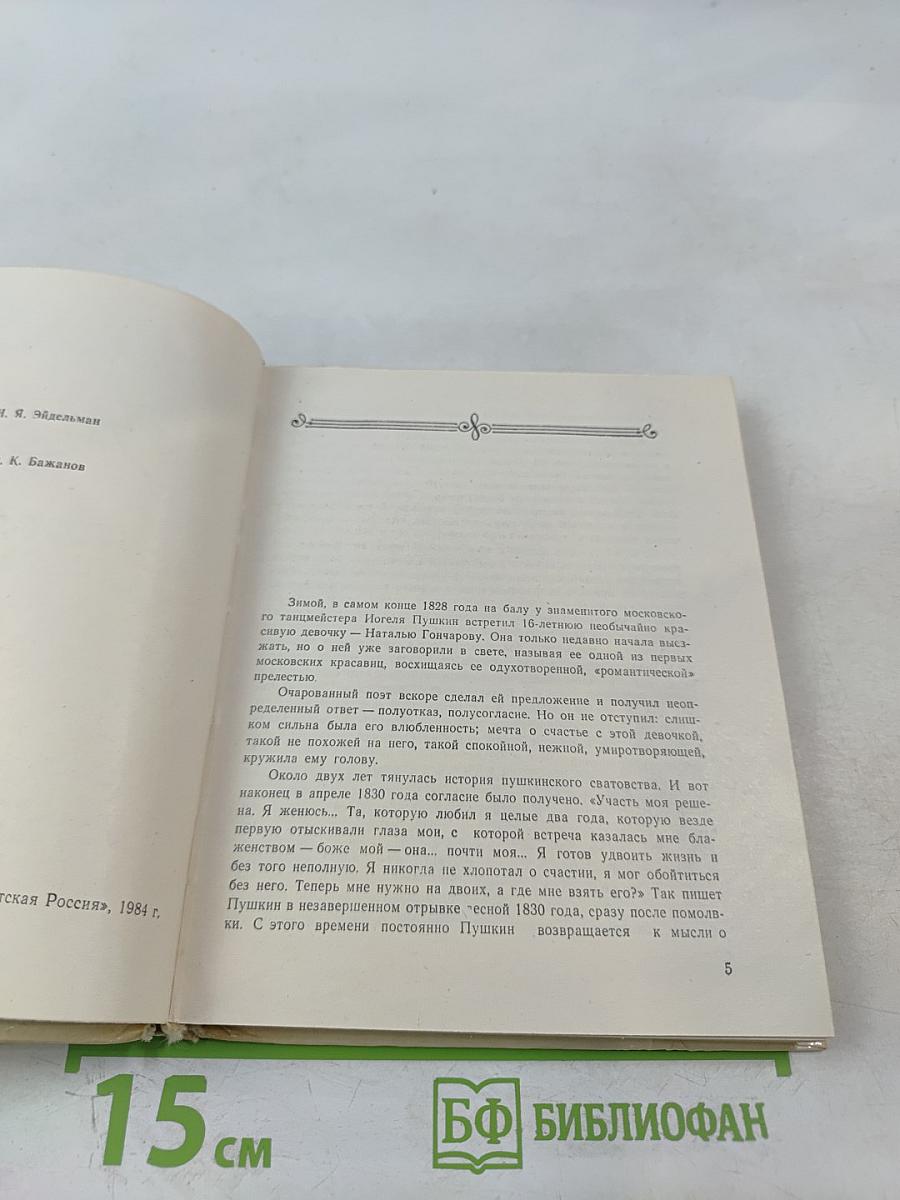 Н. Я. Эйдельман
К. Бажанов
«тская Россия», 1984 г.
Зимой, в самом конце 1828 года на балу у знаменитого московско-
го танцмейстера Иогеля Пушкин встретил 16-летнюю необычайно кра-
сивую девочку — Наталью Гончарову. Она только недавно начала выез-
жать, но о ней уже заговорили в свете, называя ее одной из первых
московских красавиц, восхищаясь ее одухотворенной, «романтической»
прелестью.
Очарованный поэт вскоре сделал ей предложение и получил неоп-
ределенный ответ — полуотказ, полусогласие. Но он не отступил: слиш-
ком сильна была его влюбленность; мечта о счастье с этой девочкой,
такой не похожей на него, такой спокойной, нежной, умиротворяющей,
кружила ему голову.
Около двух лет тянулась история пушкинского сватовства. И вот
наконец в апреле 1830 года согласие было получено. «Участь моя реше-
на. Я женюсь... Та, которую любил я целые два года, которую везде
первую отыскивали глаза мои, с которой встреча казалась мне бла-
женством — боже мой — она... почти моя... Я готов удвоить жизнь и
без того неполную. Я никогда не хлопотал о счастии, я мог обойтиться
без него. Теперь мне нужно на двоих, а где мне взять его?» Так пишет
Пушкин в незавершенном отрывке весной 1830 года, сразу после помолв-
ки. С этого времени постоянно Пушкин возвращается к мысли о
5
15 см
БФ БИБЛИОФАН